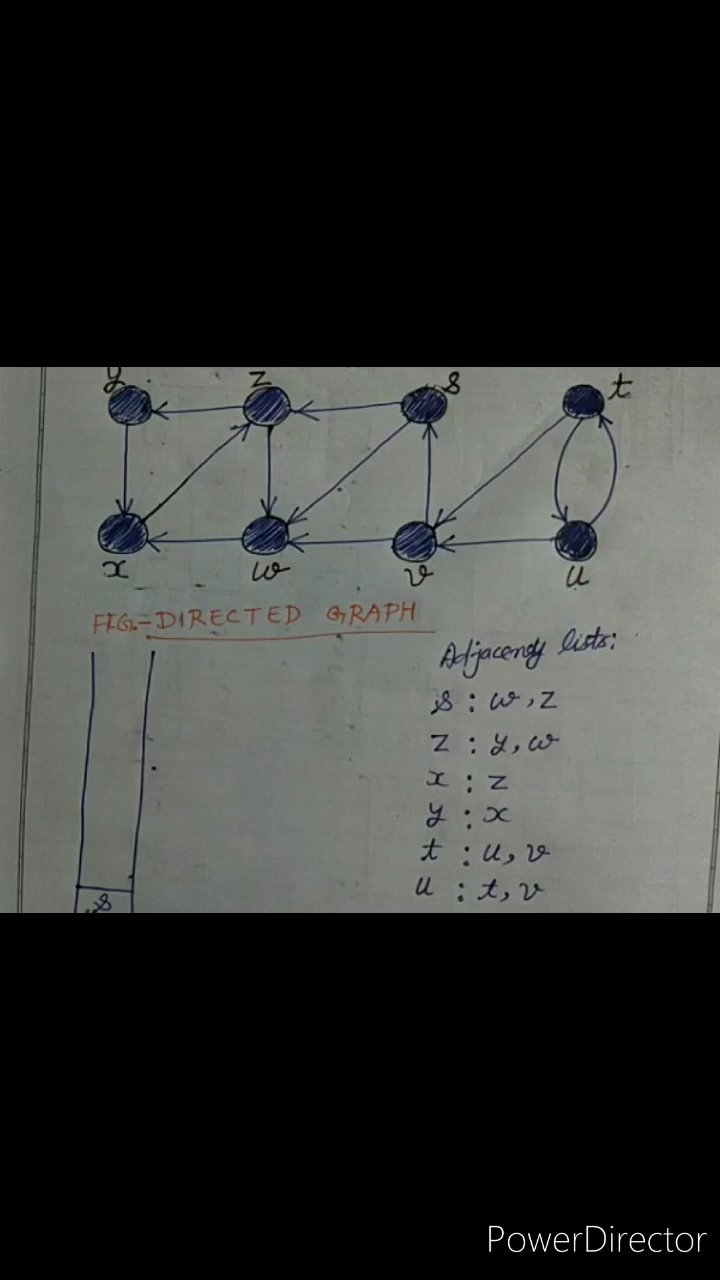 y z s t
x w v u
FIG.-DIRECTED GRAPH
Adjacency lists:
s : w, z
z : y, w
x : z
y : x
t : u, v
u : t, v
s
PowerDirector